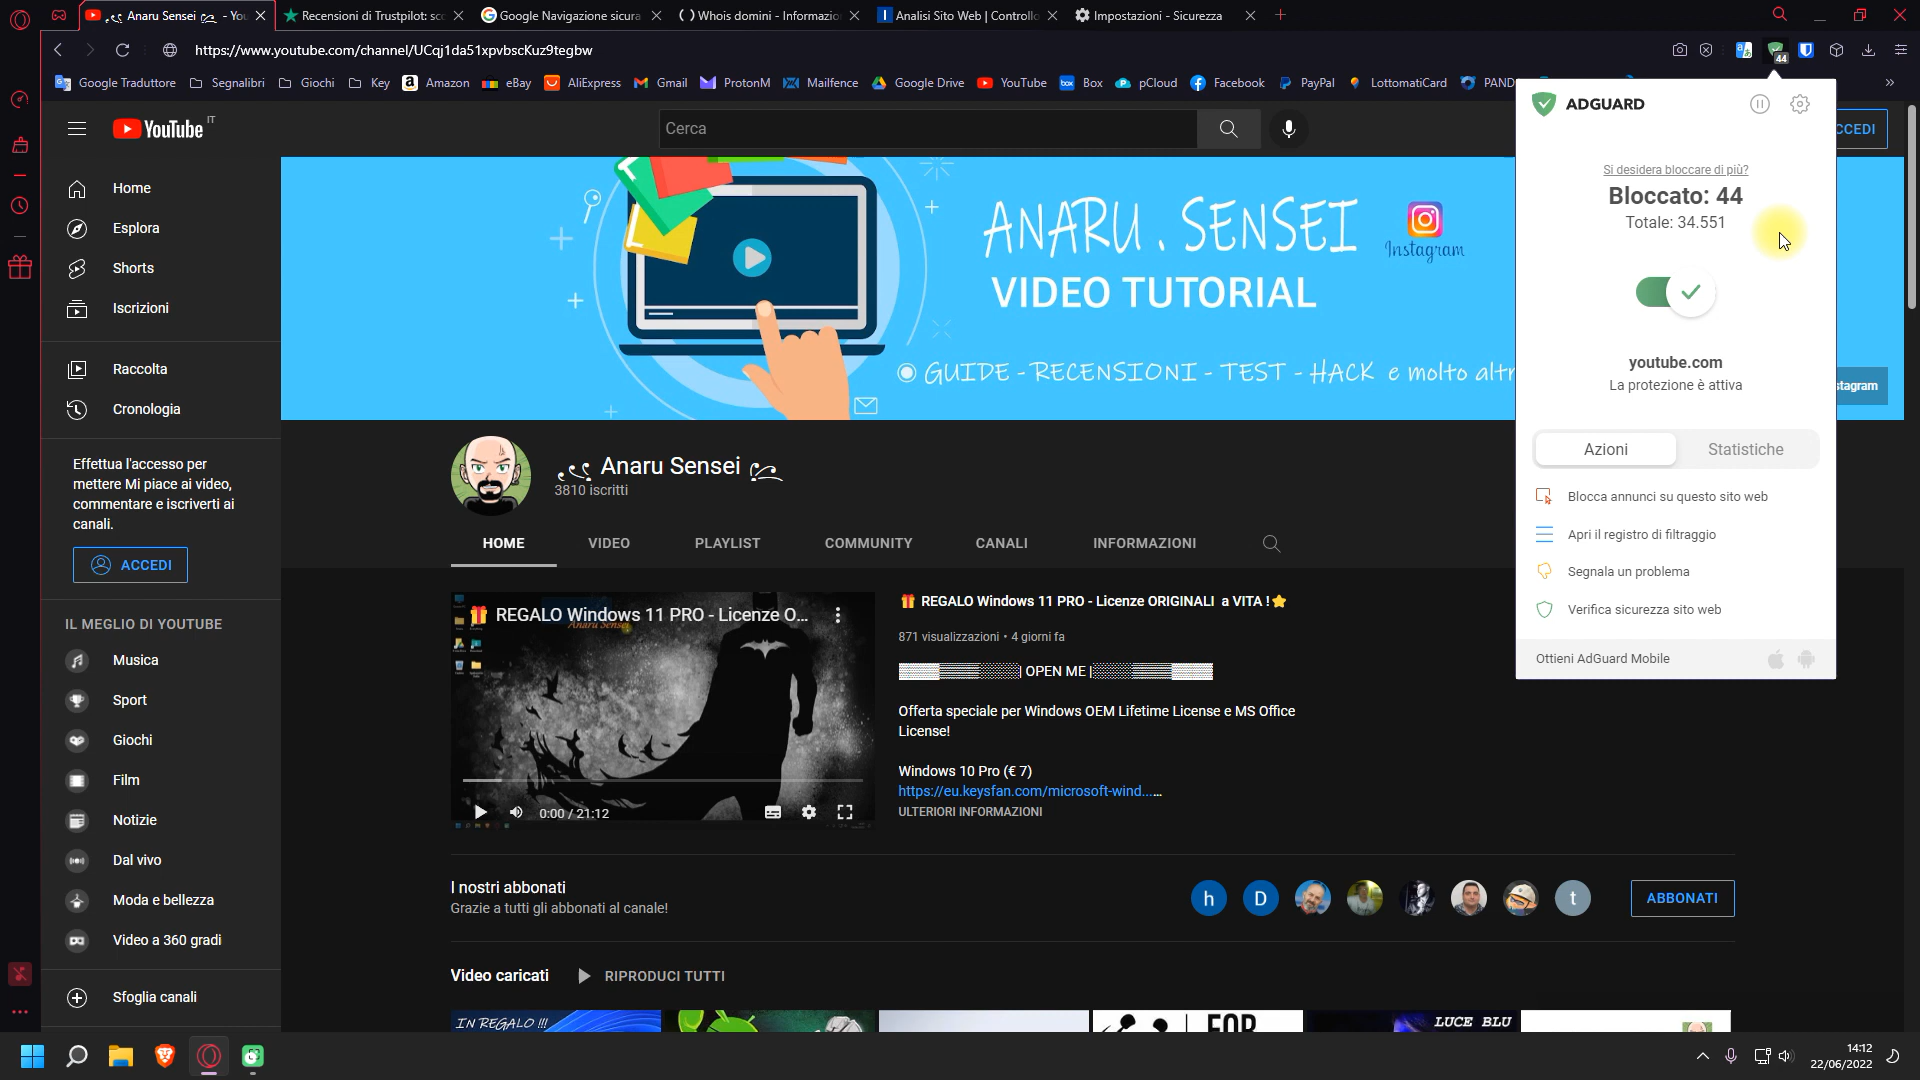 Anaru Sensei - You
Recensioni di Trustpilot: sco
Google Navigazione sicura
Whois domini - Informazio
Analisi Sito Web | Controllo
Impostazioni - Sicurezza
https://www.youtube.com/channel/UCqj1da51xpvbscKuz9tegbw
44
Google Traduttore
Segnalibri
Giochi
Key
Amazon
eBay
AliExpress
Gmail
ProtonM
Mailfence
Google Drive
YouTube
Box
pCloud
Facebook
PayPal
LottomatiCard
PAND
YouTube IT
Cerca
CCEDI
Home
Esplora
Shorts
Iscrizioni
Raccolta
Cronologia
Effettua l'accesso per
mettere Mi piace ai video,
commentare e iscriverti ai
canali.
ACCEDI
IL MEGLIO DI YOUTUBE
Musica
Sport
Giochi
Film
Notizie
Dal vivo
Moda e bellezza
Video a 360 gradi
Sfoglia canali
ANARU . SENSEI
Instagram
VIDEO TUTORIAL
GUIDE - RECENSIONI - TEST - HACK e molto altr
stagram
Anaru Sensei
3810 iscritti
HOME
VIDEO
PLAYLIST
COMMUNITY
CANALI
INFORMAZIONI
🎁 REGALO Windows 11 PRO - Licenze O...
Anaru Sensei
0:00 / 21:12
🎁 REGALO Windows 11 PRO - Licenze ORIGINALI a VITA !⭐
871 visualizzazioni • 4 giorni fa
| OPEN ME |
Offerta speciale per Windows OEM Lifetime License e MS Office
License!
Windows 10 Pro (€ 7)
https://eu.keysfan.com/microsoft-wind......
ULTERIORI INFORMAZIONI
I nostri abbonati
Grazie a tutti gli abbonati al canale!
h
D
t
ABBONATI
Video caricati
RIPRODUCI TUTTI
IN REGALO !!!
FOR
LUCE BLU
ADGUARD
Si desidera bloccare di più?
Bloccato: 44
Totale: 34.551
youtube.com
La protezione è attiva
Azioni
Statistiche
Blocca annunci su questo sito web
Apri il registro di filtraggio
Segnala un problema
Verifica sicurezza sito web
Ottieni AdGuard Mobile
14:12
22/06/2022